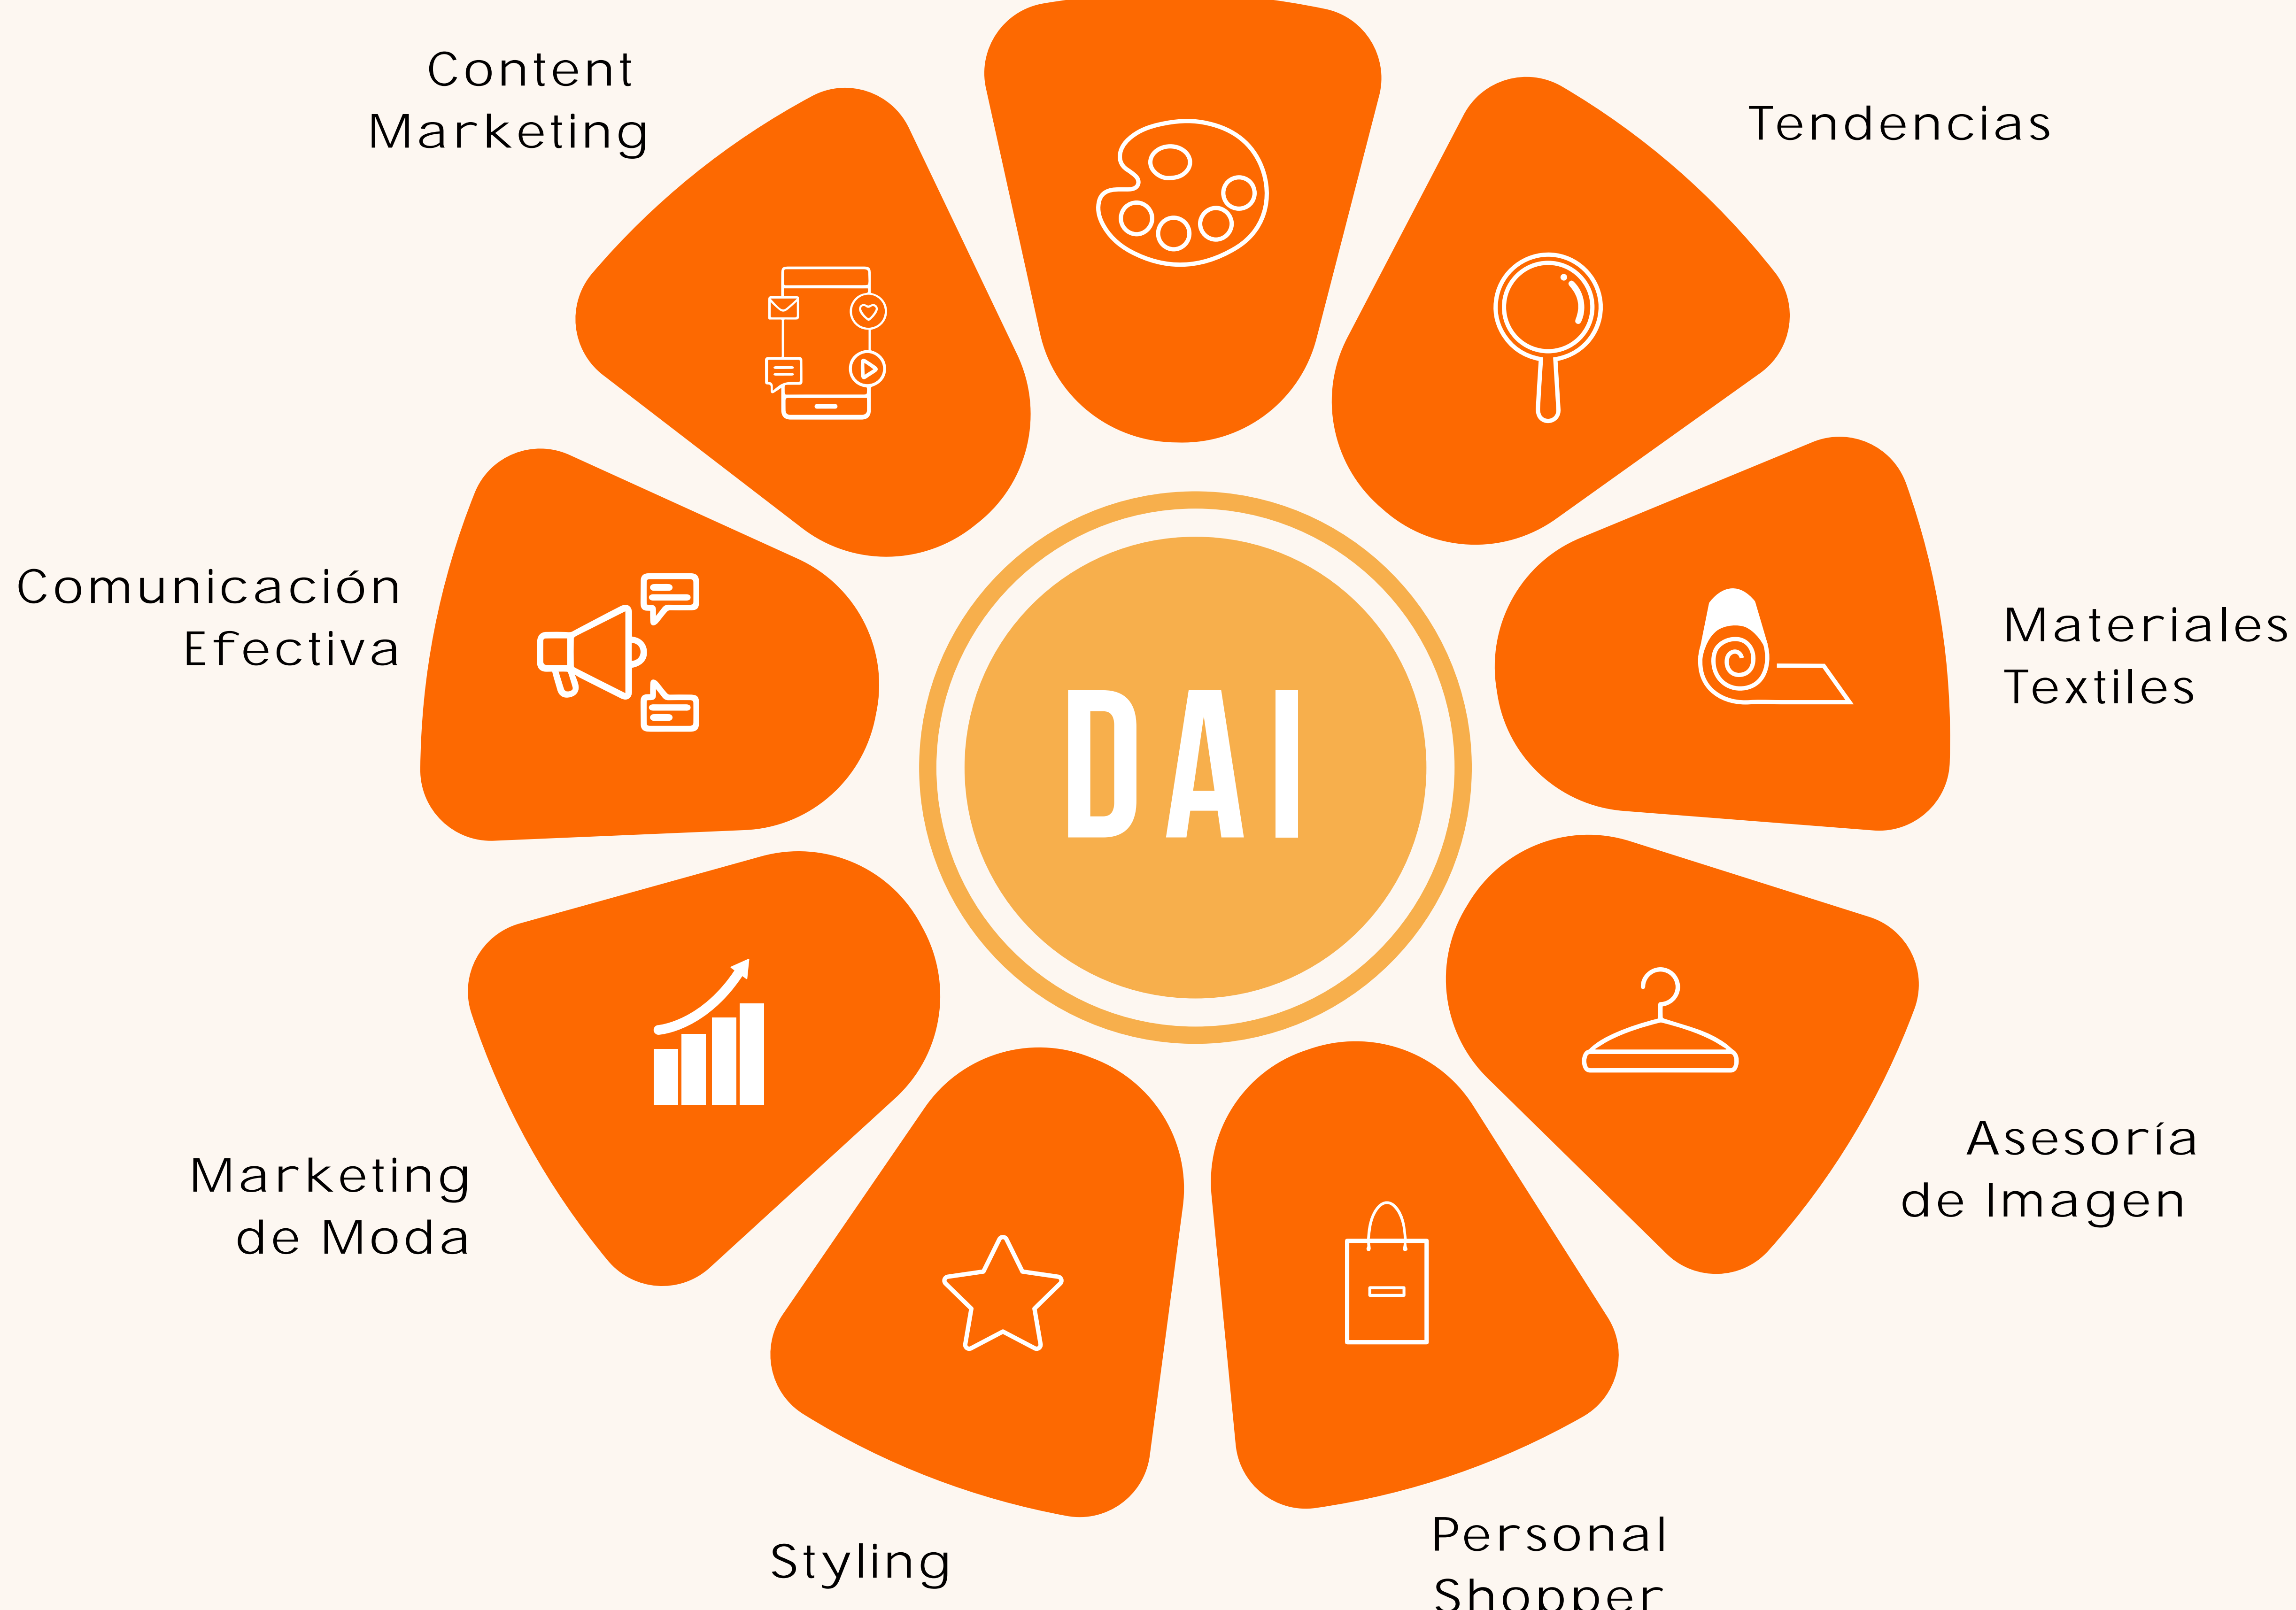 Content
Marketing
Tendencias
Comunicación
Efectiva
Materiales
Textiles
DAI
Asesoría
de Imagen
Marketing
de Moda
Styling
Personal
Shopper